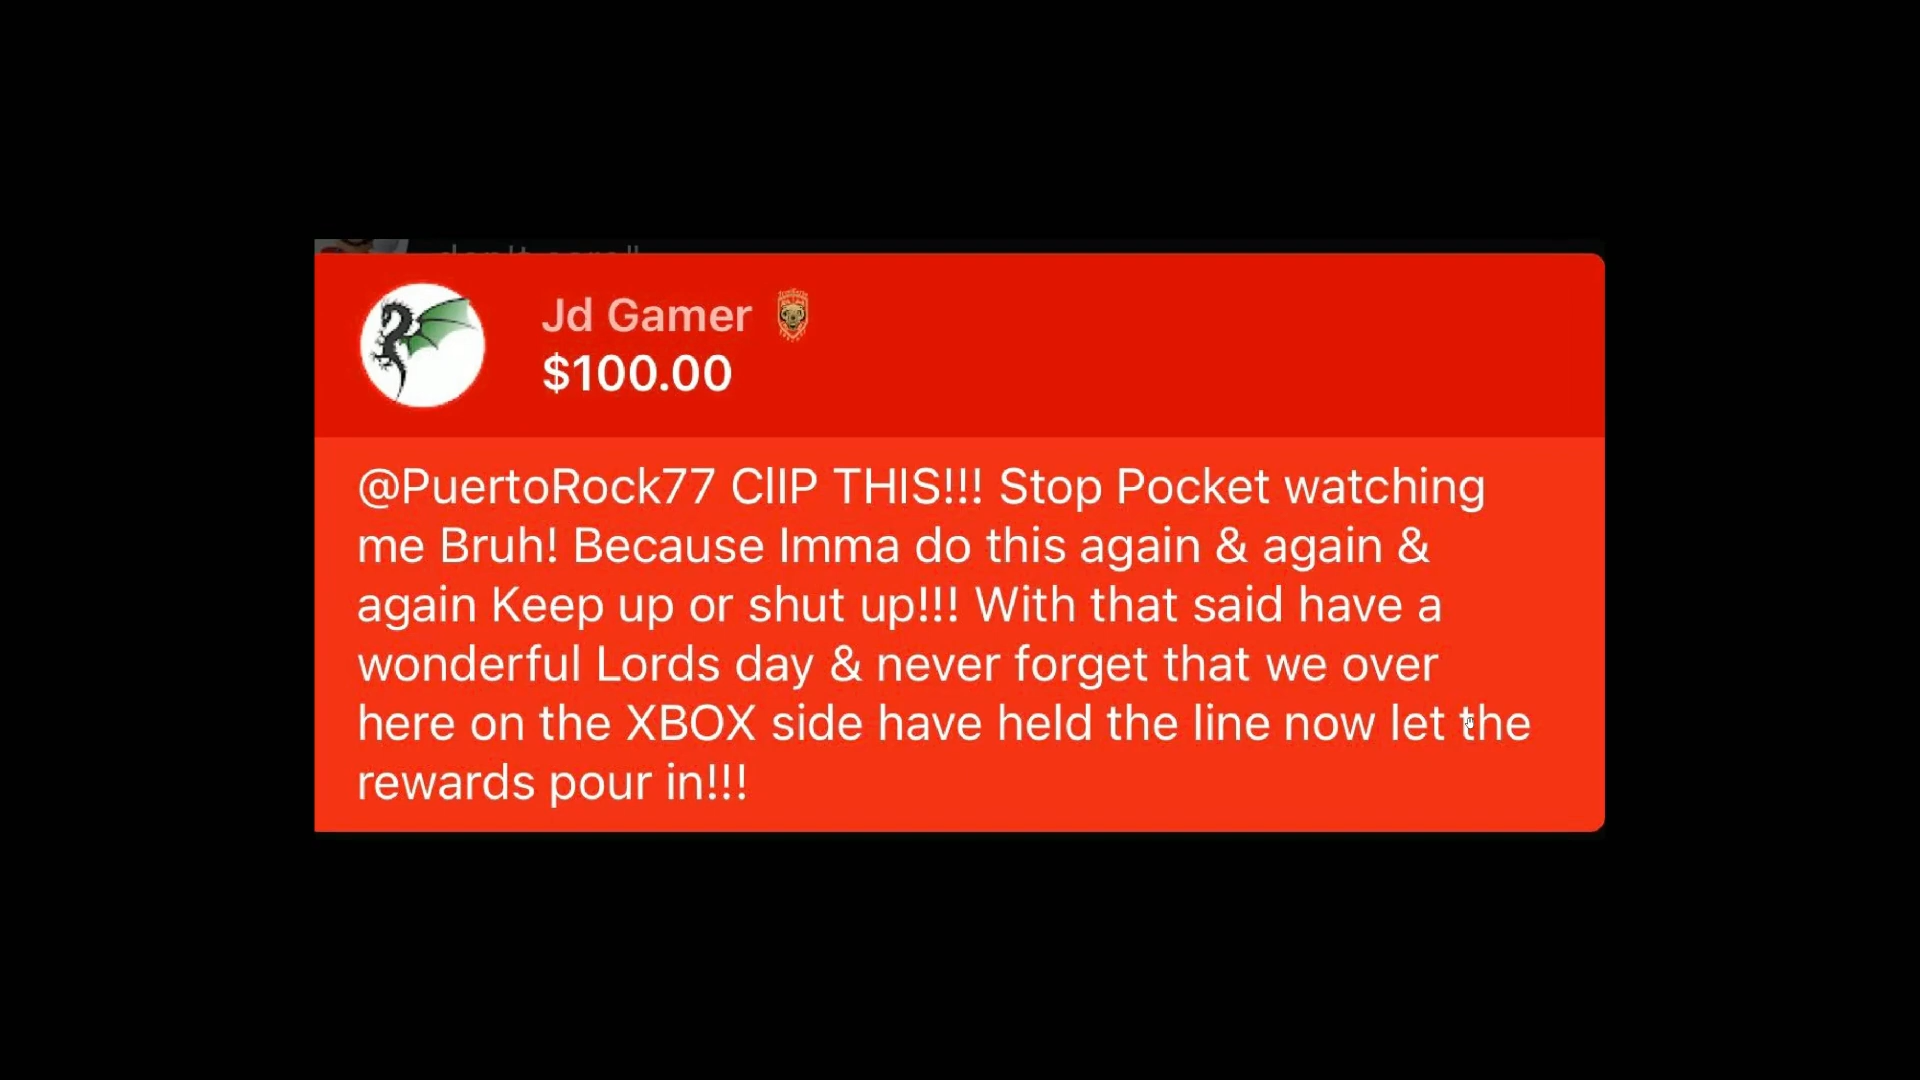 Jd Gamer
$100.00
@PuertoRock77 ClIP THIS!!! Stop Pocket watching
me Bruh! Because Imma do this again & again &
again Keep up or shut up!!! With that said have a
wonderful Lords day & never forget that we over
here on the XBOX side have held the line now let the
rewards pour in!!!